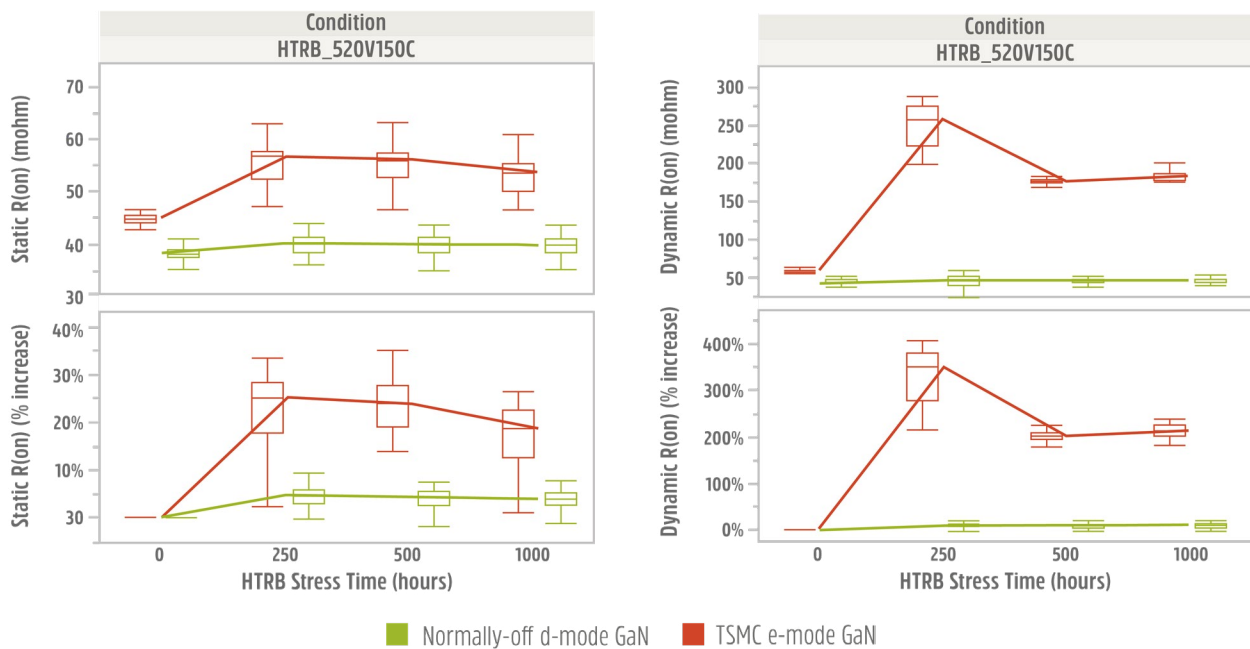 Condition
HTRB_520V150C
Static R(on) (mohm)
70
60
50
40
30
Static R(on) (% increase)
40%
30%
20%
10%
30
0
250
500
1000
HTRB Stress Time (hours)
Condition
HTRB_520V150C
Dynamic R(on) (mohm)
300
250
200
150
100
50
Dynamic R(on) (% increase)
400%
300%
200%
100%
0%
0
250
500
1000
HTRB Stress Time (hours)
Normally-off d-mode GaN
TSMC e-mode GaN